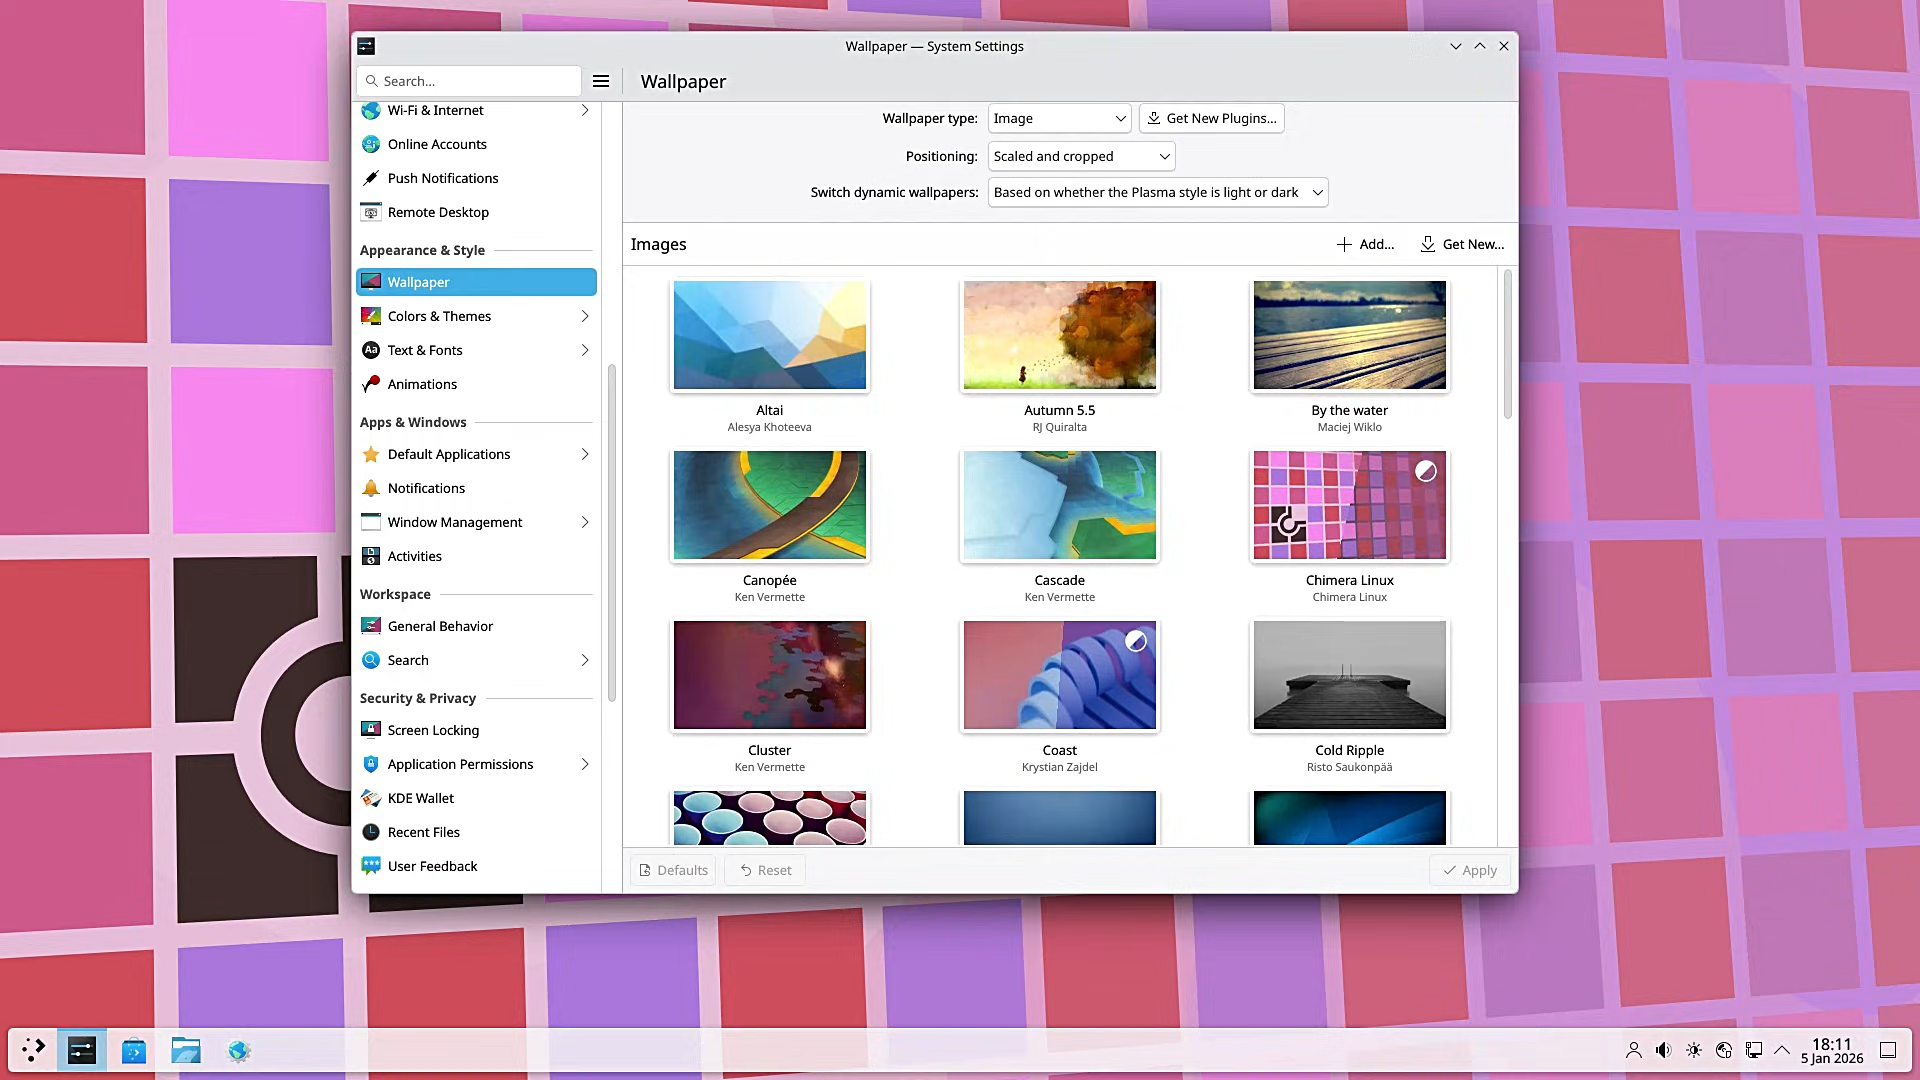 Wallpaper — System Settings
Search...
Wallpaper
Wi-Fi & Internet
Online Accounts
Push Notifications
Remote Desktop
Appearance & Style
Wallpaper
Colors & Themes
Text & Fonts
Animations
Apps & Windows
Default Applications
Notifications
Window Management
Activities
Workspace
General Behavior
Search
Security & Privacy
Screen Locking
Application Permissions
KDE Wallet
Recent Files
User Feedback
Wallpaper type: Image Get New Plugins...
Positioning: Scaled and cropped
Switch dynamic wallpapers: Based on whether the Plasma style is light or dark
Images Add... Get New...
Altai
Alesya Khoteeva
Autumn 5.5
RJ Quiralta
By the water
Maciej Wiklo
Canopée
Ken Vermette
Cascade
Ken Vermette
Chimera Linux
Chimera Linux
Cluster
Ken Vermette
Coast
Krystian Zajdel
Cold Ripple
Risto Saukonpää
Defaults Reset Apply
18:11
5 Jan 2026